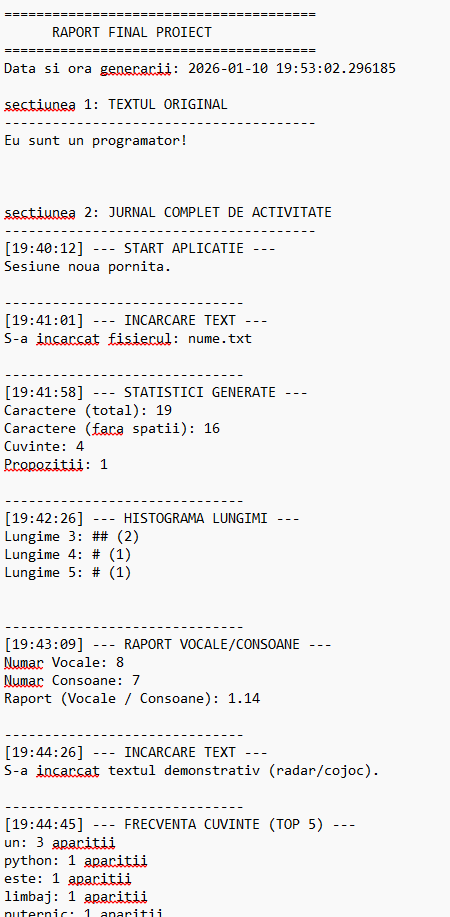 =======================================
RAPORT FINAL PROIECT
=======================================
Data si ora generarii: 2026-01-10 19:53:02.296185
sectiunea 1: TEXTUL ORIGINAL
---------------------------------------
Eu sunt un programator!
sectiunea 2: JURNAL COMPLET DE ACTIVITATE
---------------------------------------
[19:40:12] --- START APLICATIE ---
Sesiune noua pornita.
------------------------------
[19:41:01] --- INCARCARE TEXT ---
S-a incarcat fisierul: nume.txt
------------------------------
[19:41:58] --- STATISTICI GENERATE ---
Caractere (total): 19
Caractere (fara spatii): 16
Cuvinte: 4
Propozitii: 1
------------------------------
[19:42:26] --- HISTOGRAMA LUNGIMI ---
Lungime 3: ## (2)
Lungime 4: # (1)
Lungime 5: # (1)
------------------------------
[19:43:09] --- RAPORT VOCALE/CONSOANE ---
Numar Vocale: 8
Numar Consoane: 7
Raport (Vocale / Consoane): 1.14
------------------------------
[19:44:26] --- INCARCARE TEXT ---
S-a incarcat textul demonstrativ (radar/cojoc).
------------------------------
[19:44:45] --- FRECVENTA CUVINTE (TOP 5) ---
un: 3 aparitii
python: 1 aparitii
este: 1 aparitii
limbaj: 1 aparitii
puternic: 1 aparitii